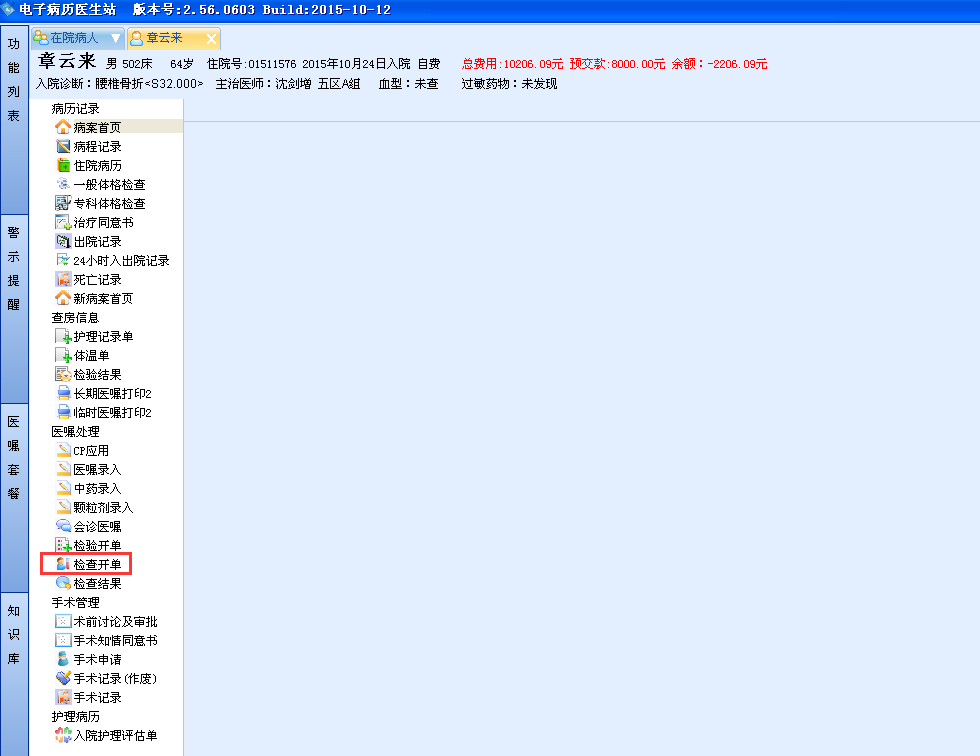 电子病历医生站 版本号:2.56.0603 Build:2015-10-12
功能列表
警示提醒
医嘱套餐
知识库
在院病人
章云来
章云来 男 502床 64岁 住院号:01511576 2015年10月24日入院 自费 总费用:10206.09元 预交款:8000.00元 余额:-2206.09元
入院诊断:腰椎骨折<S32.000> 主治医师:沈剑增 五区A组 血型:未查 过敏药物:未发现
病历记录
病案首页
病程记录
住院病历
一般体格检查
专科体格检查
治疗同意书
出院记录
24小时入出院记录
死亡记录
新病案首页
查房信息
护理记录单
体温单
检验结果
长期医嘱打印2
临时医嘱打印2
医嘱处理
CP应用
医嘱录入
中药录入
颗粒剂录入
会诊医嘱
检验开单
检查开单
检查结果
手术管理
术前讨论及审批
手术知情同意书
手术申请
手术记录(作废)
手术记录
护理病历
入院护理评估单